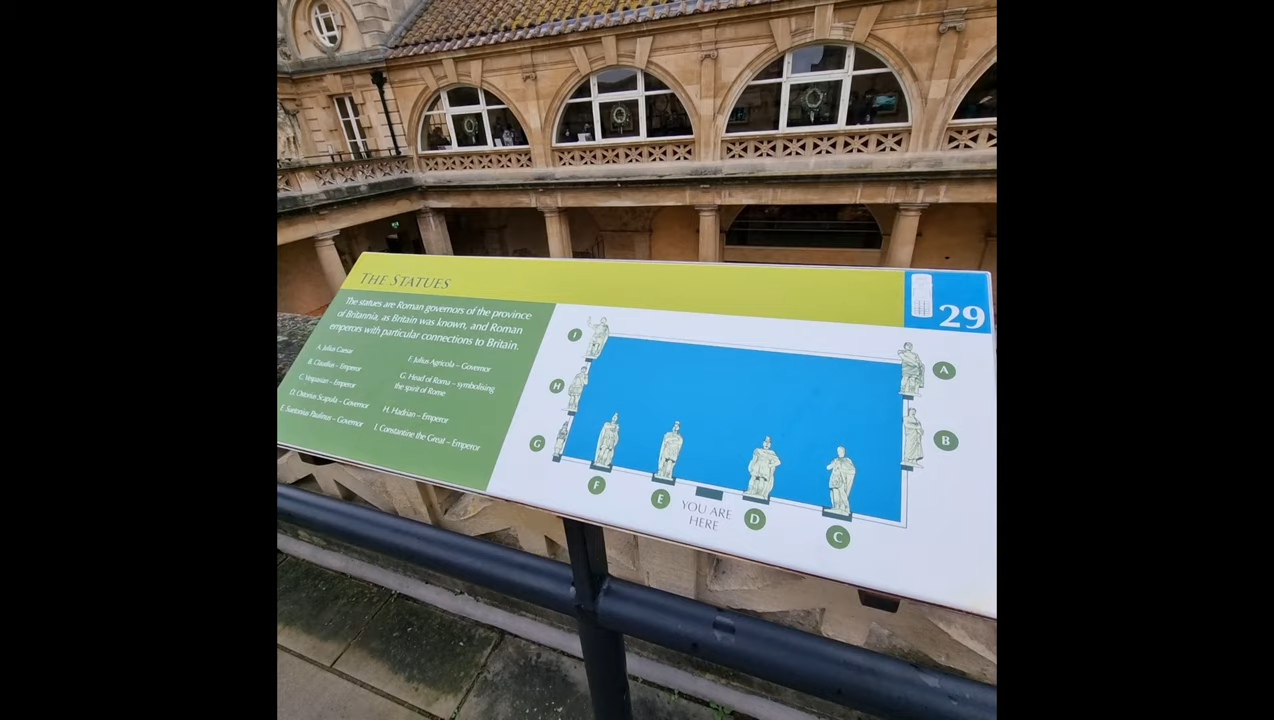 THE STATUES
The statues are Roman governors of the province
of Britannia, as Britain was known, and Roman
emperors with particular connections to Britain.
A. Julius Caesar
B. Claudius – Emperor
C. Vespasian – Emperor
D. Ostorius Scapula – Governor
E. Suetonius Paulinus – Governor
F. Julius Agricola – Governor
G. Head of Roma – symbolising
the spirit of Rome
H. Hadrian – Emperor
I. Constantine the Great – Emperor
29
I
H
G
F
E
YOU ARE
HERE
D
C
A
B